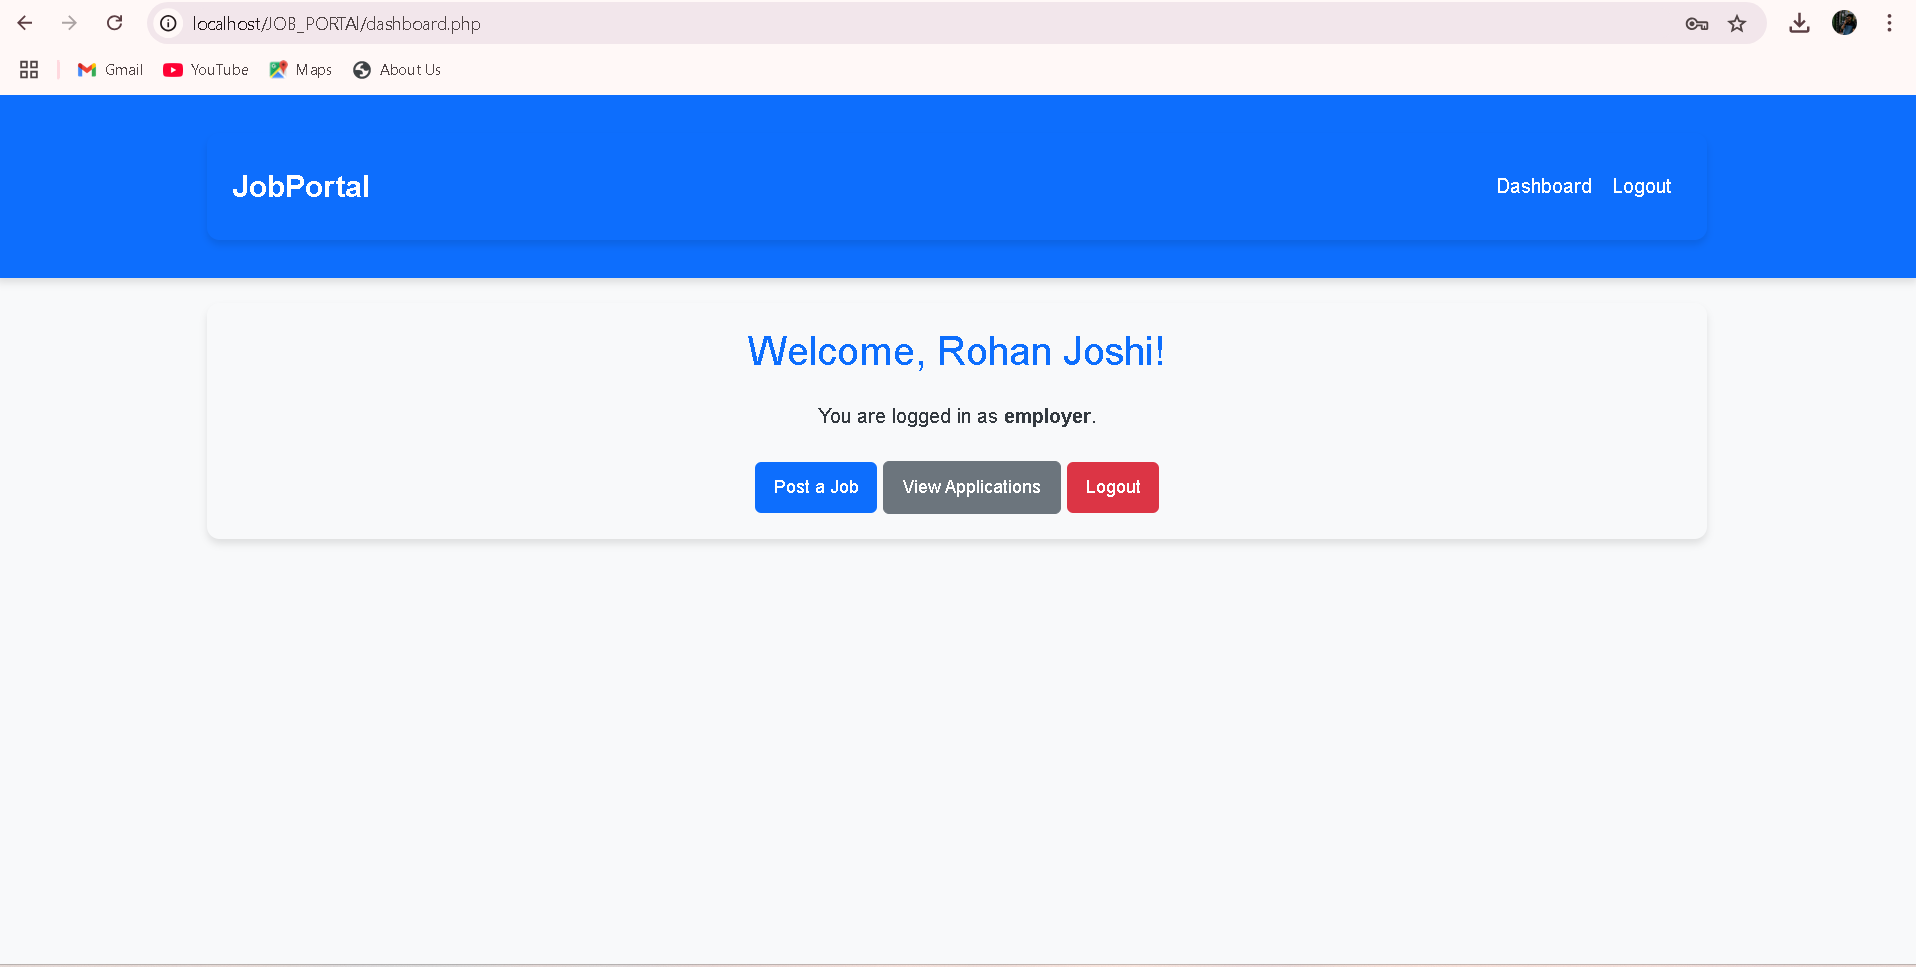 localhost/JOB_PORTAl/dashboard.php
Gmail YouTube Maps About Us
JobPortal Dashboard Logout
Welcome, Rohan Joshi!
You are logged in as employer.
Post a Job View Applications Logout